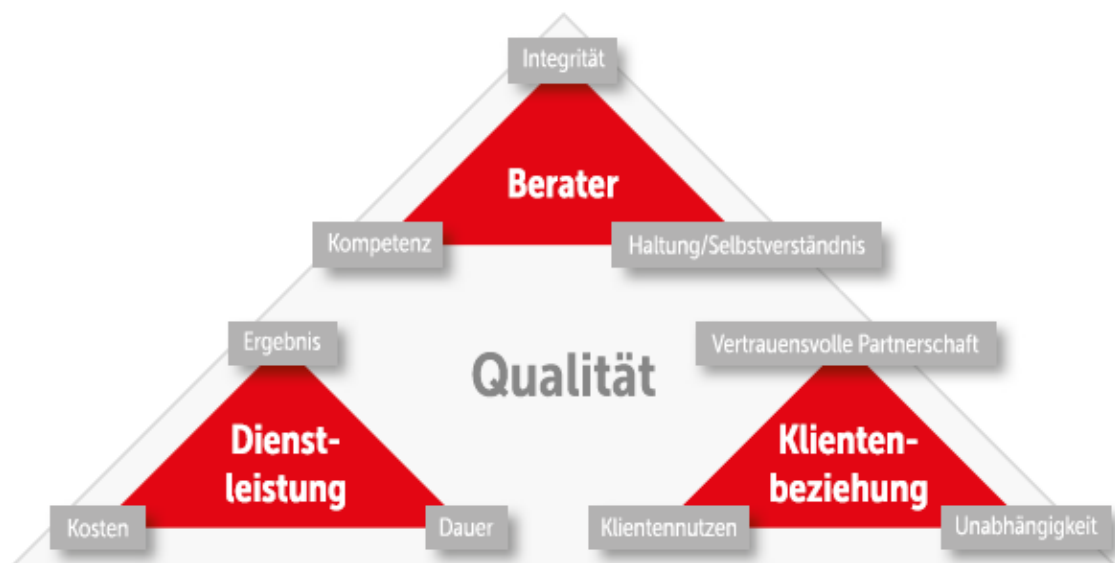 Integrität
Berater
Kompetenz
Haltung/Selbstverständnis
Ergebnis
Vertrauensvolle Partnerschaft
Qualität
Dienst-
leistung
Klienten-
beziehung
Kosten
Dauer
Klientennutzen
Unabhängigkeit